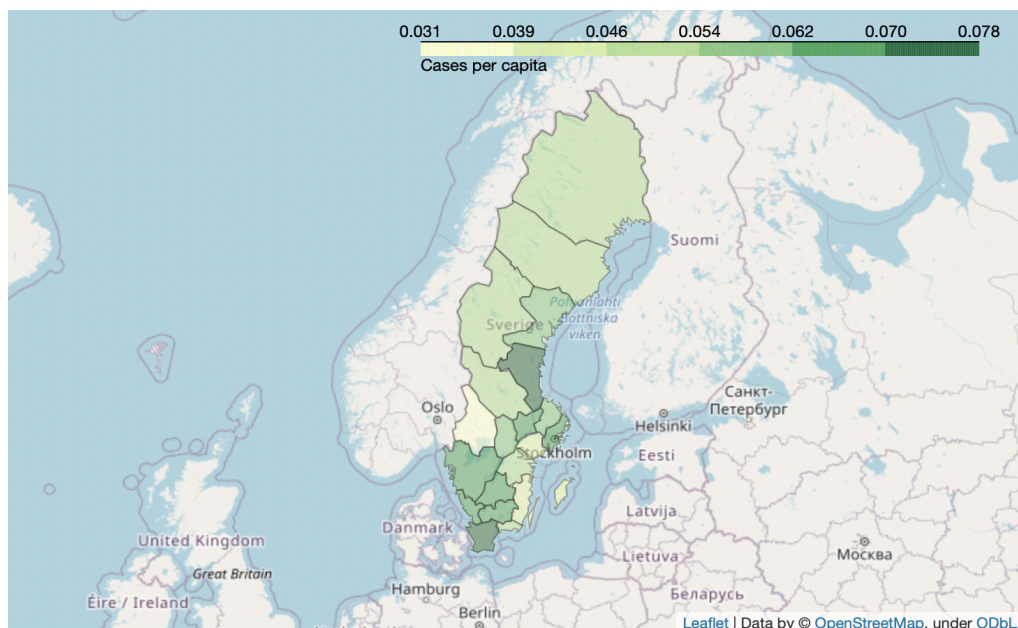 0.031 0.039 0.046 0.054 0.062 0.070 0.078
Cases per capita
Suomi
Pohjanlahti
Sverige
Bottniska
viken
Санкт-
Петербург
Oslo
Helsinki
Stockholm
Eesti
Latvija
Danmark
United Kingdom
Москва
Lietuva
Great Britain
Hamburg
Беларусь
Éire / Ireland
Berlin
Leaflet | Data by © OpenStreetMap, under ODbL